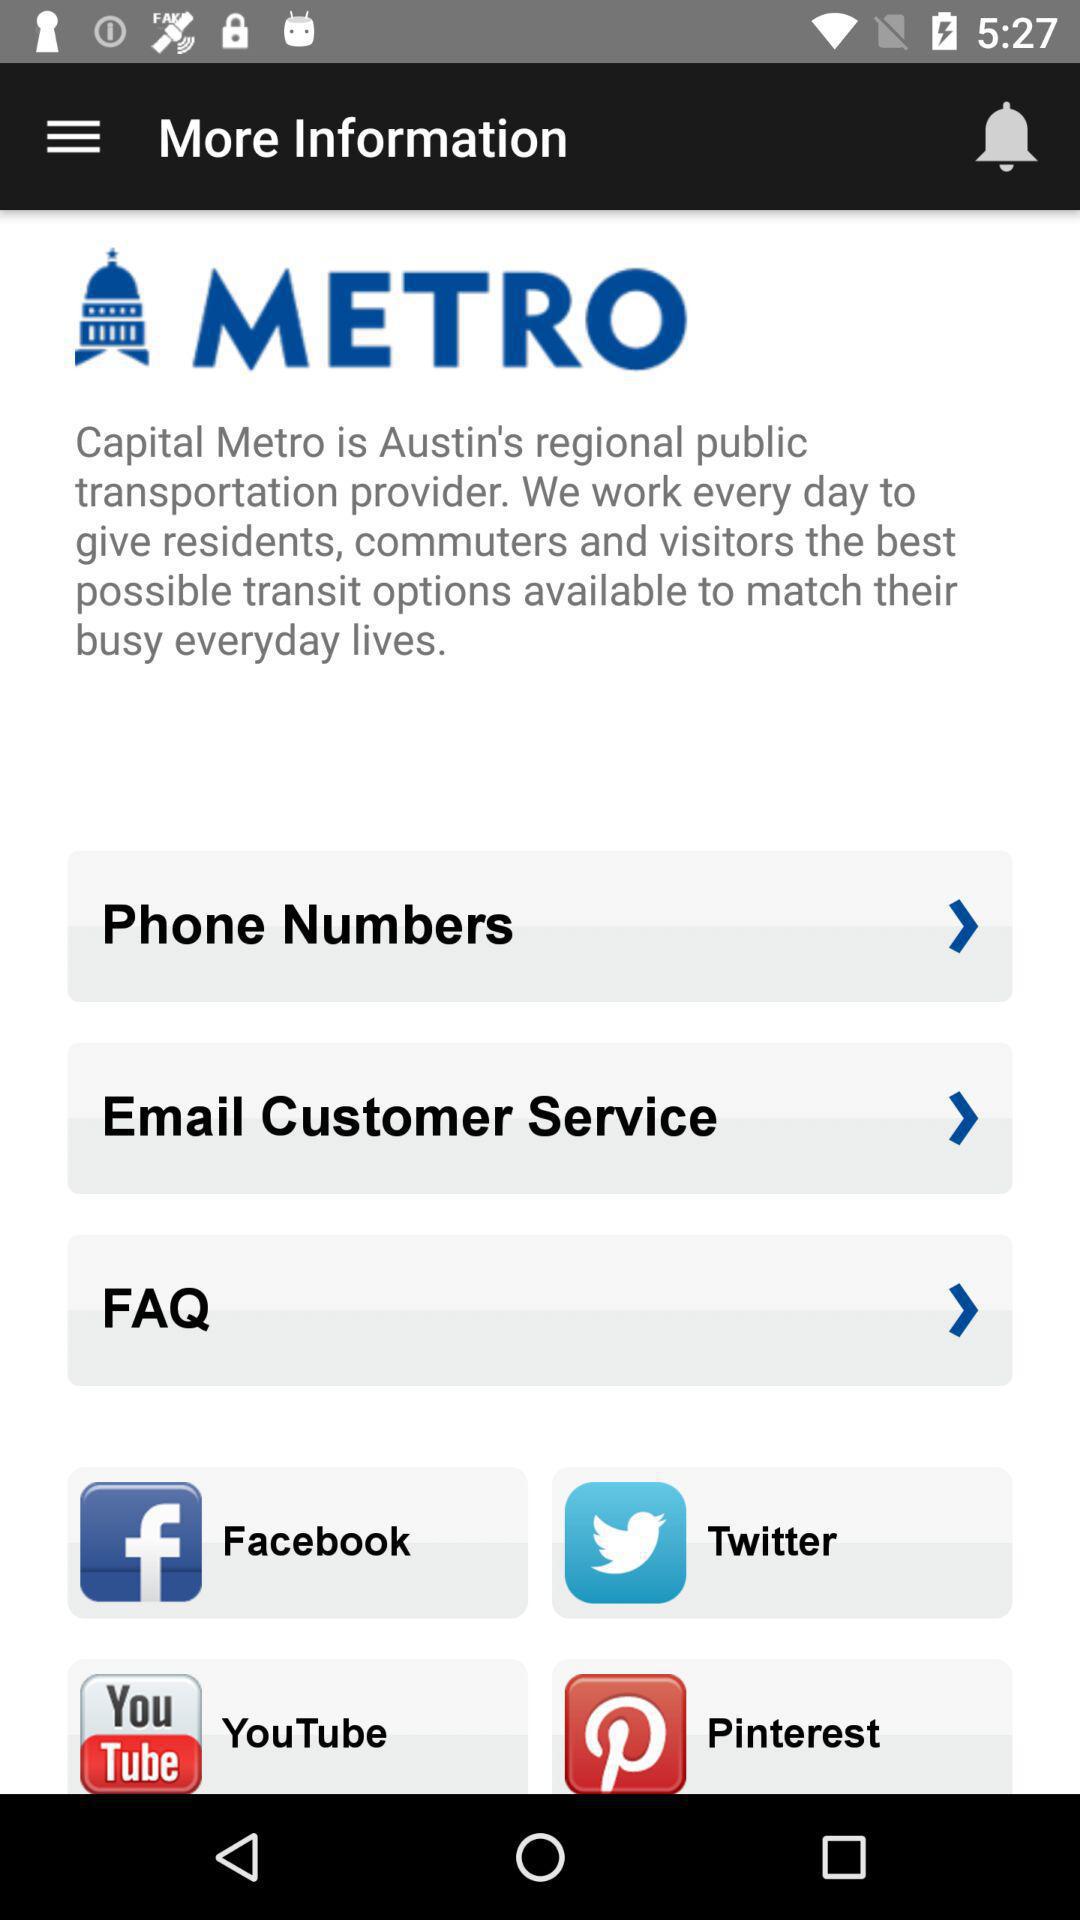 FAKE
5:27
More Information
METRO
Capital Metro is Austin's regional public
transportation provider. We work every day to
give residents, commuters and visitors the best
possible transit options available to match their
busy everyday lives.
Phone Numbers
Email Customer Service
FAQ
Facebook
Twitter
You
Tube
YouTube
Pinterest